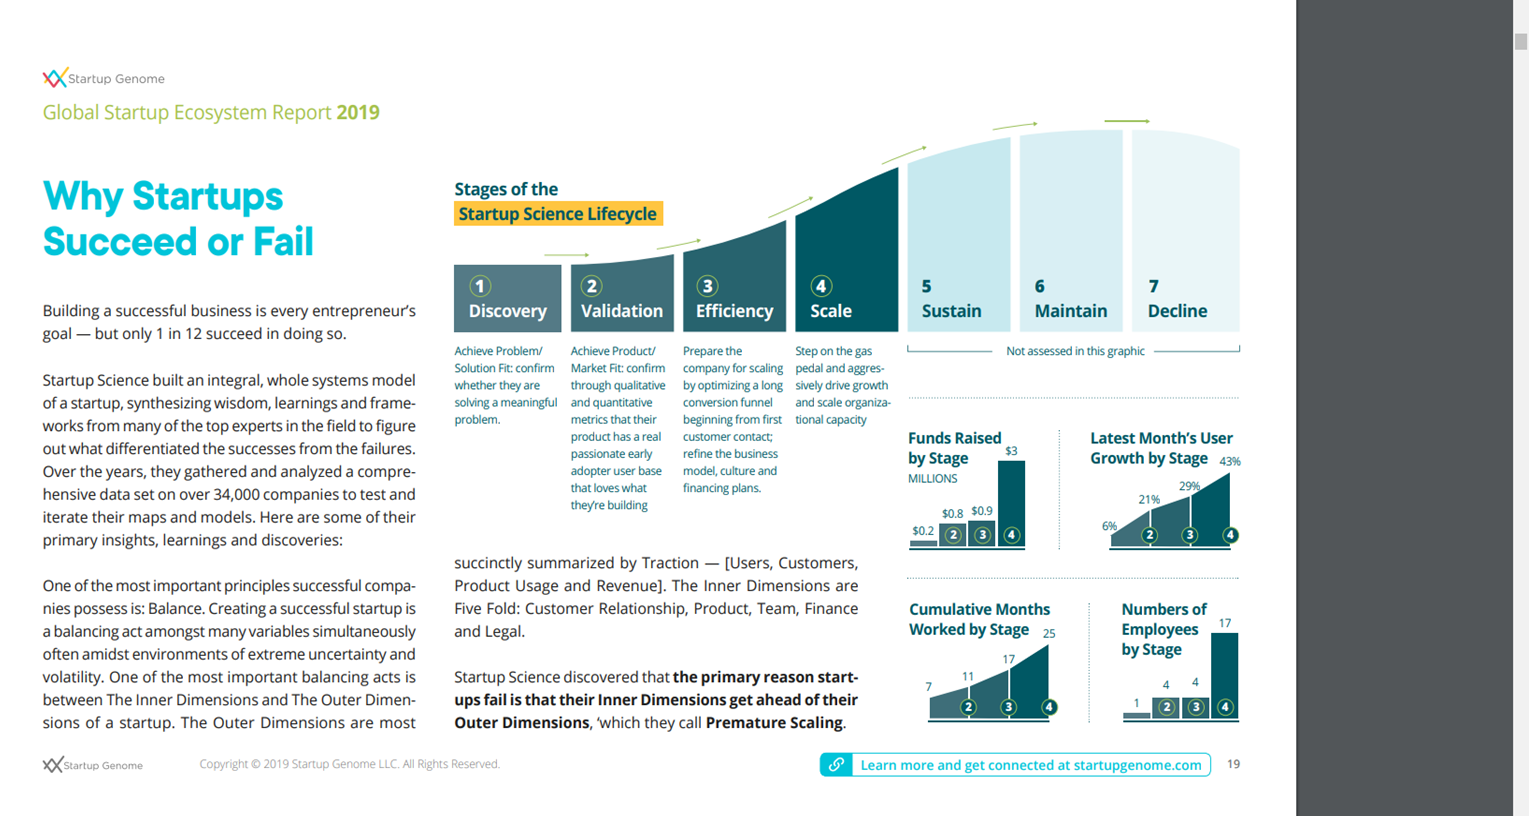 Startup Genome
Global Startup Ecosystem Report 2019
Why Startups
Succeed or Fail
Building a successful business is every entrepreneur's
goal — but only 1 in 12 succeed in doing so.
Startup Science built an integral, whole systems model
of a startup, synthesizing wisdom, learnings and frame-
works from many of the top experts in the field to figure
out what differentiated the successes from the failures.
Over the years, they gathered and analyzed a compre-
hensive data set on over 34,000 companies to test and
iterate their maps and models. Here are some of their
primary insights, learnings and discoveries:
One of the most important principles successful compa-
nies possess is: Balance. Creating a successful startup is
a balancing act amongst many variables simultaneously
often amidst environments of extreme uncertainty and
volatility. One of the most important balancing acts is
between The Inner Dimensions and The Outer Dimen-
sions of a startup. The Outer Dimensions are most
Stages of the
Startup Science Lifecycle
1
Discovery
2
Validation
3
Efficiency
4
Scale
5
Sustain
6
Maintain
7
Decline
Achieve Problem/
Solution Fit: confirm
whether they are
solving a meaningful
problem.
Achieve Product/
Market Fit: confirm
through qualitative
and quantitative
metrics that their
product has a real
passionate early
adopter user base
that loves what
they're building
Prepare the
company for scaling
by optimizing a long
conversion funnel
beginning from first
customer contact;
refine the business
model, culture and
financing plans.
Step on the gas
pedal and aggres-
sively drive growth
and scale organiza-
tional capacity
Not assessed in this graphic
succinctly summarized by Traction — [Users, Customers,
Product Usage and Revenue]. The Inner Dimensions are
Five Fold: Customer Relationship, Product, Team, Finance
and Legal.
Startup Science discovered that the primary reason start-
ups fail is that their Inner Dimensions get ahead of their
Outer Dimensions, ‘which they call Premature Scaling.
Funds Raised
by Stage
MILLIONS
$0.2
$0.8
$0.9
$3
2
3
4
Latest Month's User
Growth by Stage
6%
21%
29%
43%
2
3
4
Cumulative Months
Worked by Stage
7
11
17
25
2
3
4
Numbers of
Employees
by Stage
1
4
4
17
2
3
4
Startup Genome
Copyright © 2019 Startup Genome LLC. All Rights Reserved.
Learn more and get connected at startupgenome.com
19